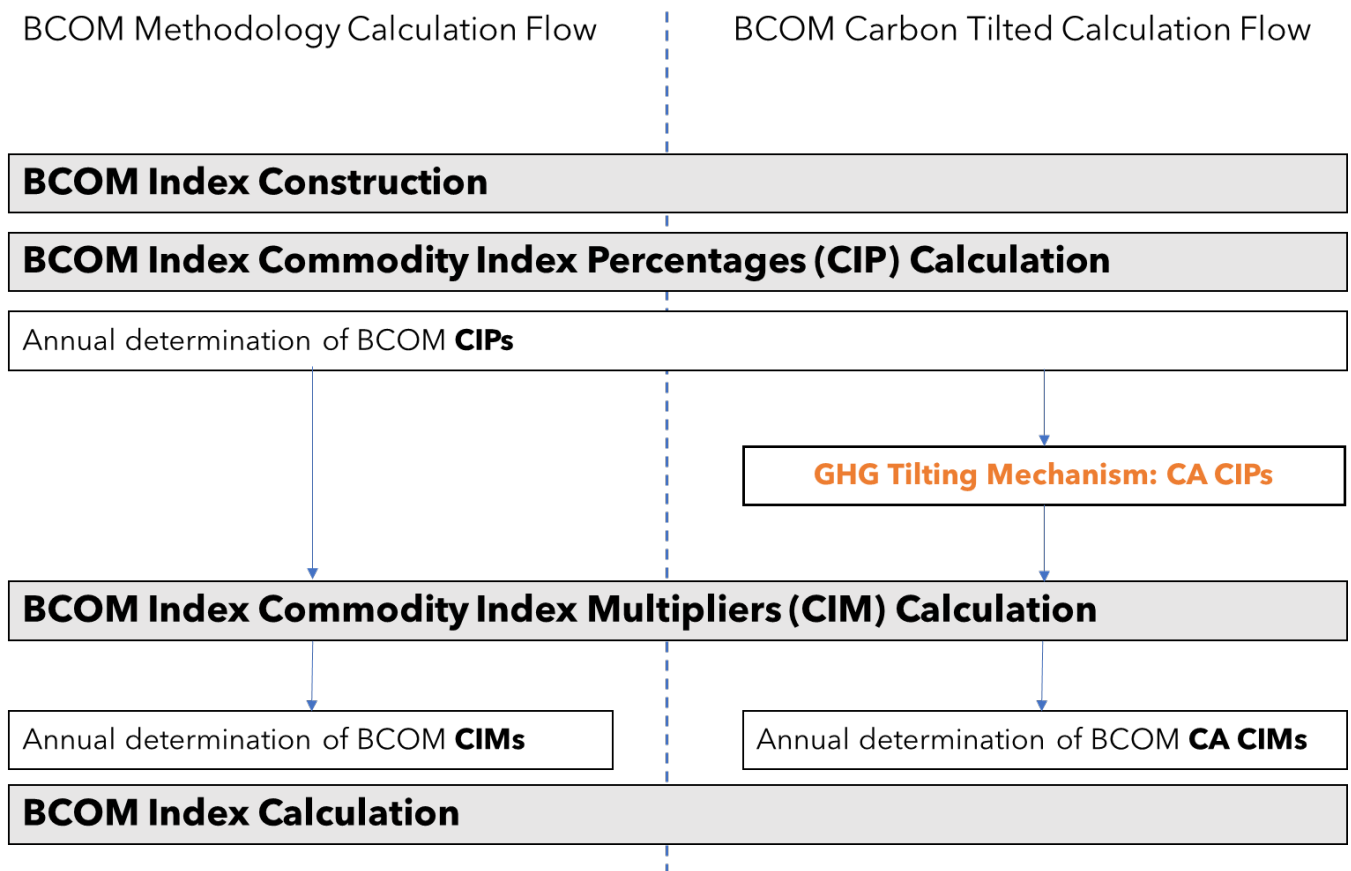 BCOM Methodology Calculation Flow
BCOM Carbon Tilted Calculation Flow
BCOM Index Construction
BCOM Index Commodity Index Percentages (CIP) Calculation
Annual determination of BCOM CIPs
GHG Tilting Mechanism: CA CIPs
BCOM Index Commodity Index Multipliers (CIM) Calculation
Annual determination of BCOM CIMs
Annual determination of BCOM CA CIMs
BCOM Index Calculation